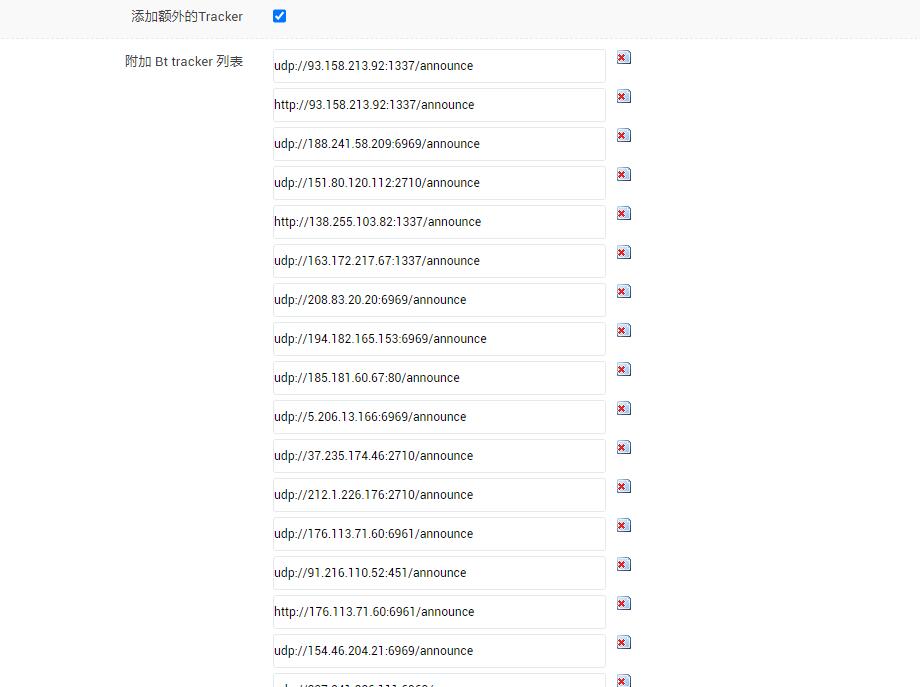 添加额外的Tracker
附加 Bt tracker 列表
udp://93.158.213.92:1337/announce
http://93.158.213.92:1337/announce
udp://188.241.58.209:6969/announce
udp://151.80.120.112:2710/announce
http://138.255.103.82:1337/announce
udp://163.172.217.67:1337/announce
udp://208.83.20.20:6969/announce
udp://194.182.165.153:6969/announce
udp://185.181.60.67:80/announce
udp://5.206.13.166:6969/announce
udp://37.235.174.46:2710/announce
udp://212.1.226.176:2710/announce
udp://176.113.71.60:6961/announce
udp://91.216.110.52:451/announce
http://176.113.71.60:6961/announce
udp://154.46.204.21:6969/announce